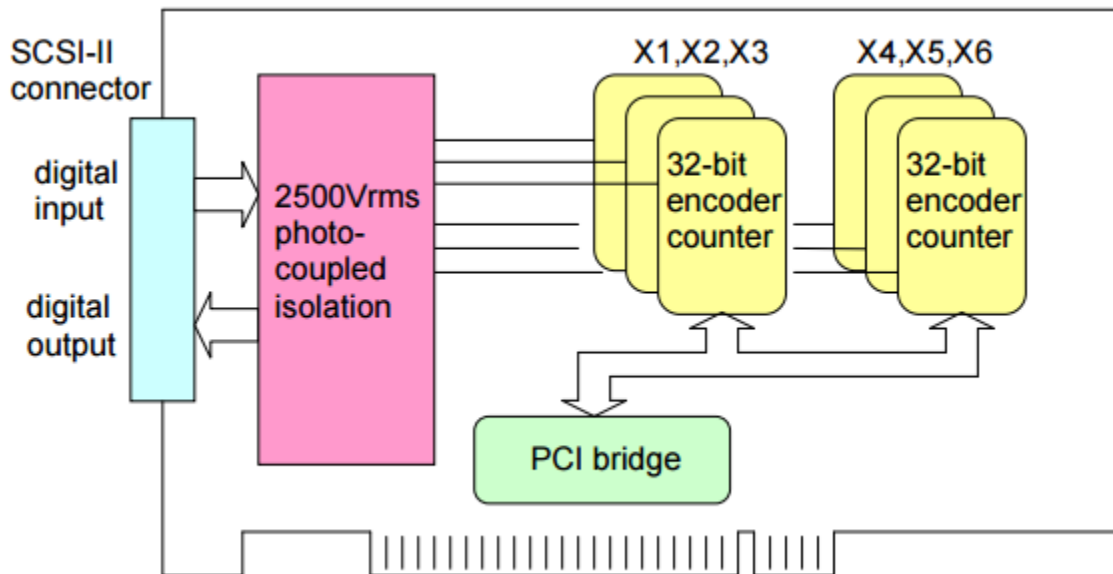 SCSI-II
connector
digital
input
digital
output
2500Vrms
photo-
coupled
isolation
X1,X2,X3
32-bit
encoder
counter
X4,X5,X6
32-bit
encoder
counter
PCI bridge